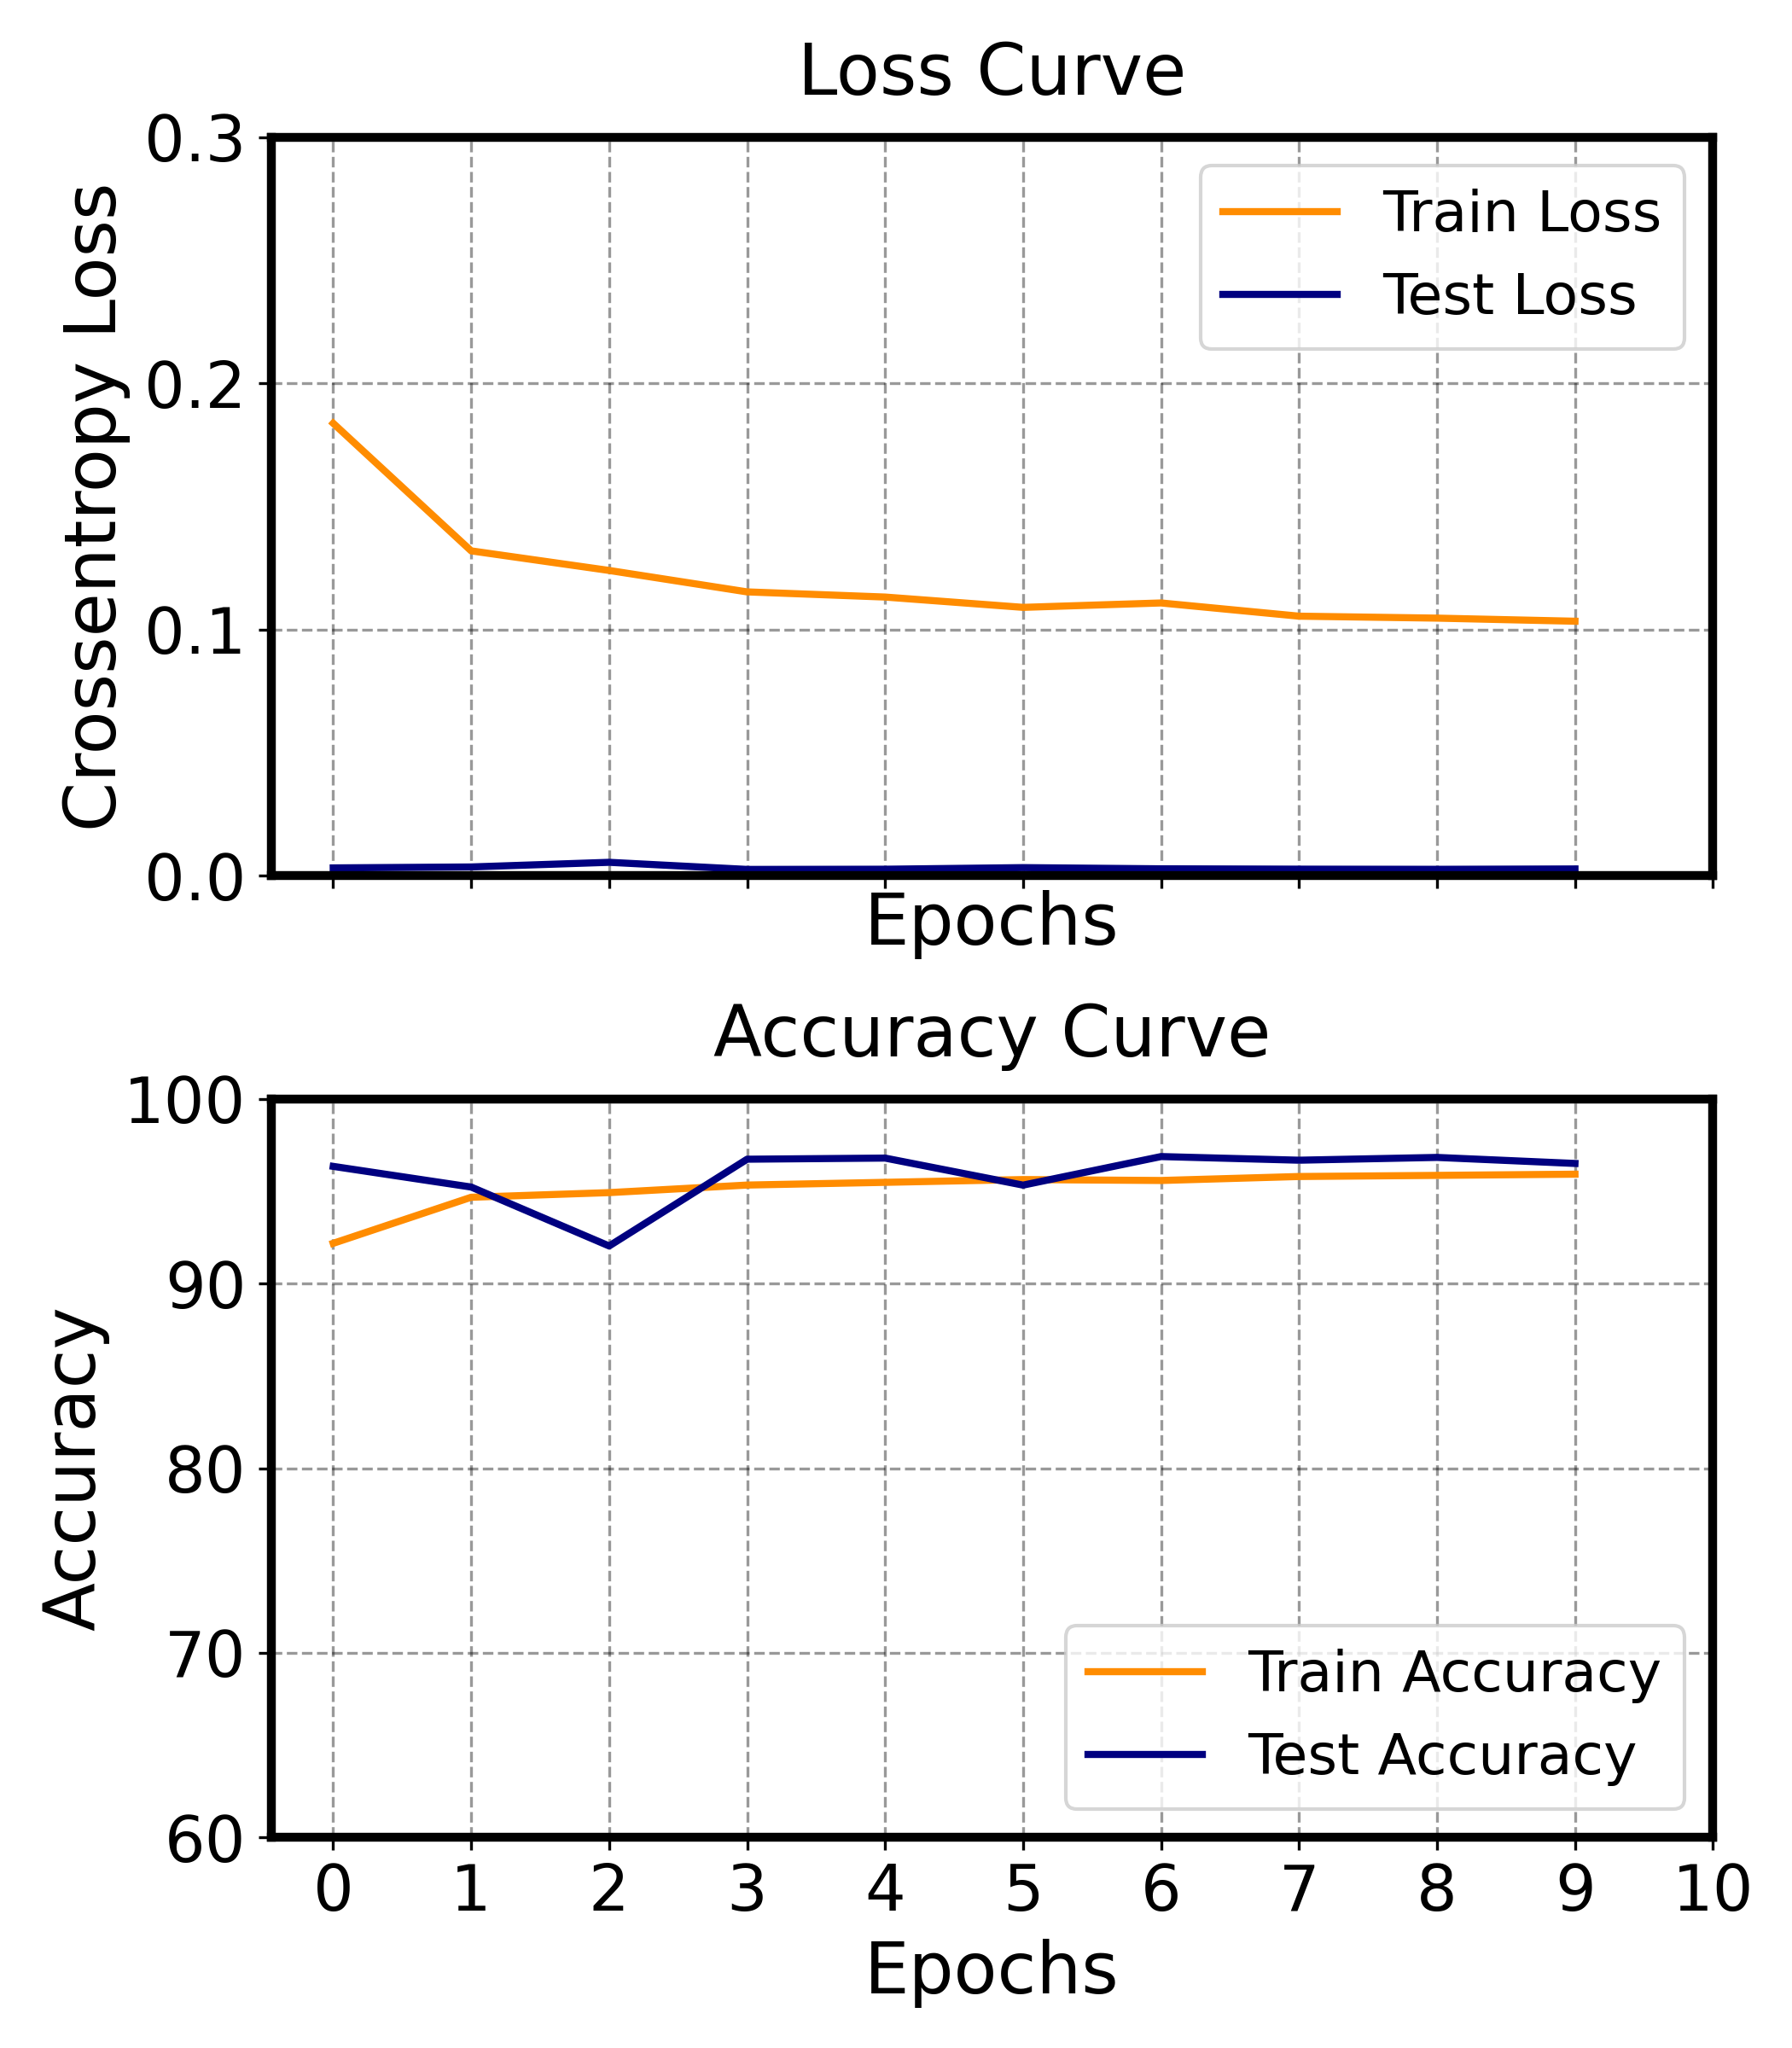 Loss Curve
0.3
0.2
0.1
0.0
Crossentropy Loss
Train Loss
Test Loss
Epochs
Accuracy Curve
100
90
80
70
60
Accuracy
Train Accuracy
Test Accuracy
0 1 2 3 4 5 6 7 8 9 10
Epochs